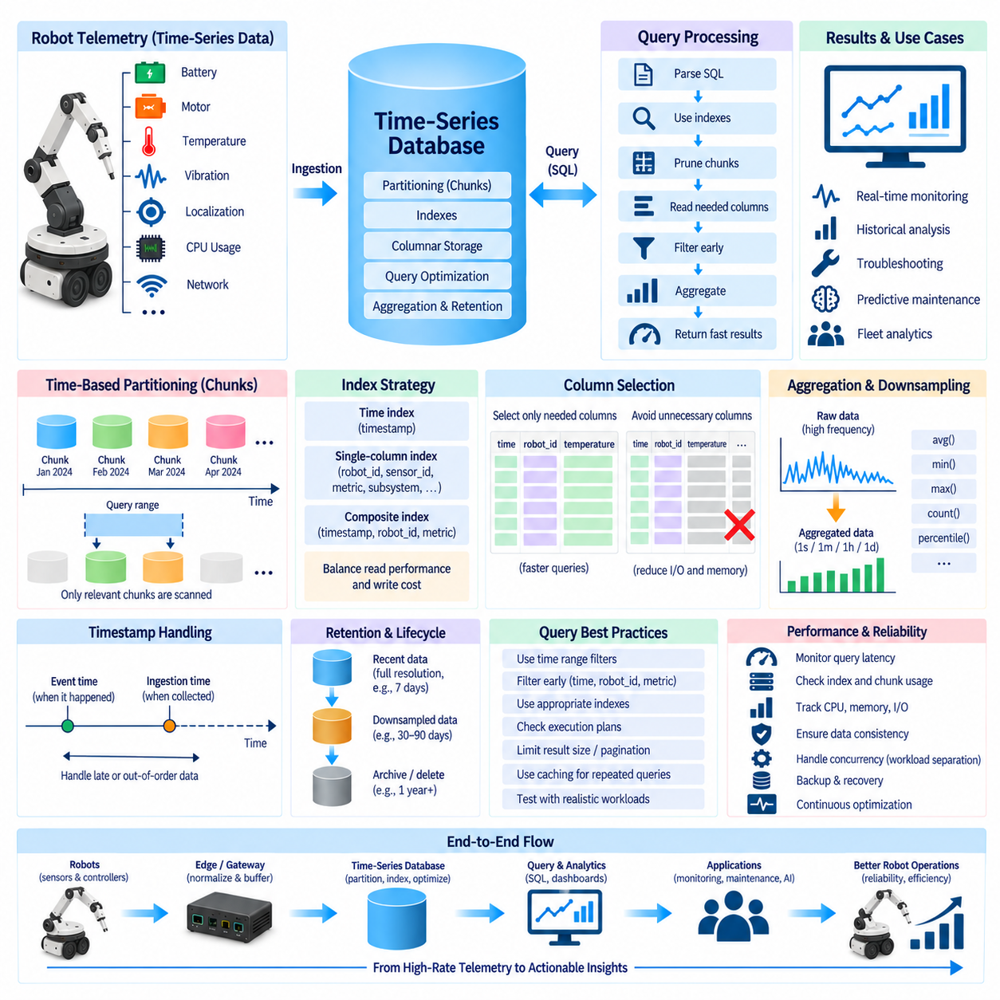 Robot Telemetry (Time-Series Data)
Battery
Motor
Temperature
Vibration
Localization
CPU Usage
Network
...
Ingestion
Time-Series
Database
Partitioning (Chunks)
Indexes
Columnar Storage
Query Optimization
Aggregation & Retention
Query
(SQL)
Query Processing
Parse SQL
Use indexes
Prune chunks
Read needed columns
Filter early
Aggregate
Return fast results
Results & Use Cases
Real-time monitoring
Historical analysis
Troubleshooting
Predictive maintenance
Fleet analytics
Time-Based Partitioning (Chunks)
Chunk
Jan 2024
Chunk
Feb 2024
Chunk
Mar 2024
Chunk
Apr 2024
...
Time
Query range
...
Only relevant chunks are scanned
Index Strategy
Time index
(timestamp)
Single-column index
(robot_id, sensor_id,
metric, subsystem, ...)
Composite index
(timestamp, robot_id, metric)
Balance read performance
and write cost
Column Selection
Select only needed columns
time robot_id temperature
(faster queries)
Avoid unnecessary columns
time robot_id temperature ...
(reduce I/O and memory)
Aggregation & Downsampling
Raw data
(high frequency)
Aggregated data
(1s / 1m / 1h / 1d)
avg()
min()
max()
count()
percentile()
...
Timestamp Handling
Event time
(when it happened)
Ingestion time
(when collected)
Time
Handle late or out-of-order data
Retention & Lifecycle
Recent data
(full resolution,
e.g., 7 days)
Downsampled data
(e.g., 30–90 days)
Archive / delete
(e.g., 1 year+)
Query Best Practices
Use time range filters
Filter early (time, robot_id, metric)
Use appropriate indexes
Check execution plans
Limit result size / pagination
Use caching for repeated queries
Test with realistic workloads
Performance & Reliability
Monitor query latency
Check index and chunk usage
Track CPU, memory, I/O
Ensure data consistency
Handle concurrency (workload separation)
Backup & recovery
Continuous optimization
End-to-End Flow
Robots
(sensors & controllers)
Edge / Gateway
(normalize & buffer)
Time-Series Database
(partition, index, optimize)
Query & Analytics
(SQL, dashboards)
Applications
(monitoring, maintenance, AI)
Better Robot Operations
(reliability, efficiency)
From High-Rate Telemetry to Actionable Insights